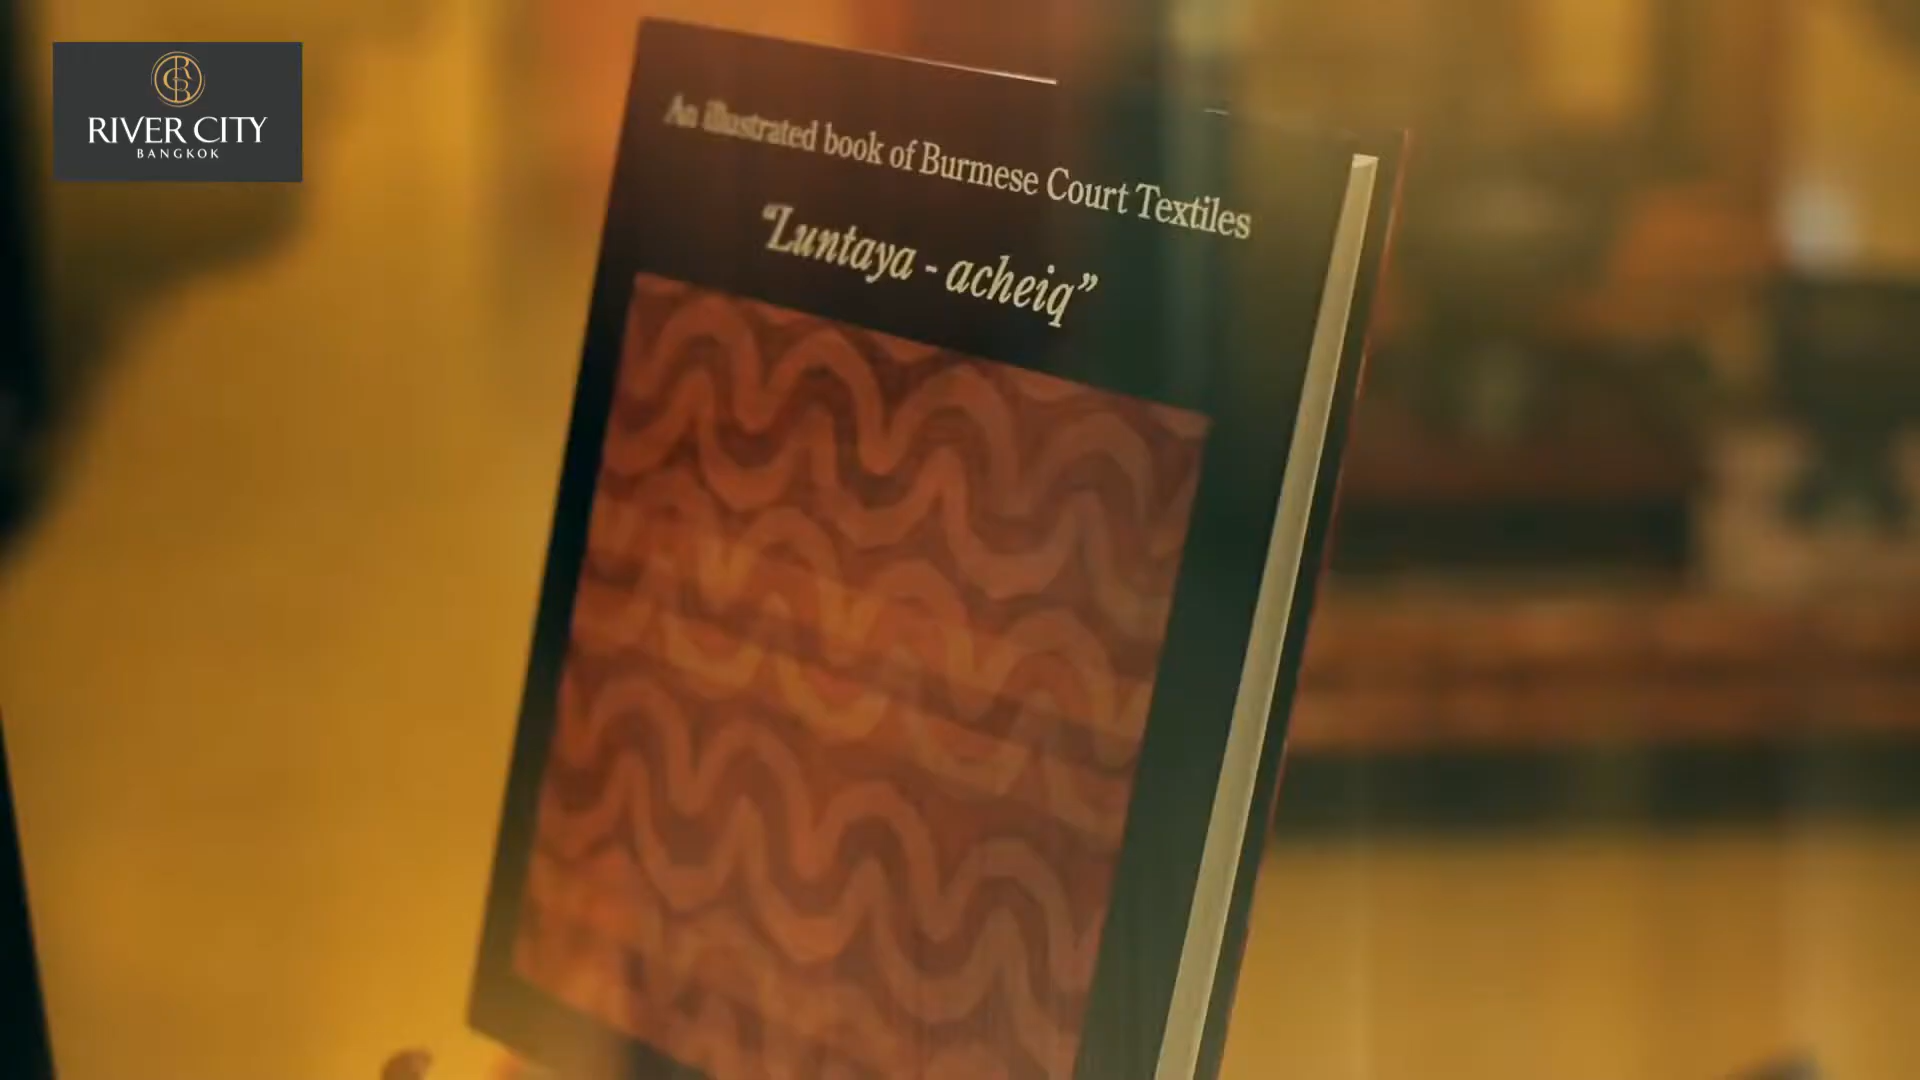 RIVER CITY
BANGKOK
An illustrated book of Burmese Court Textiles
“Luntaya - acheiq”